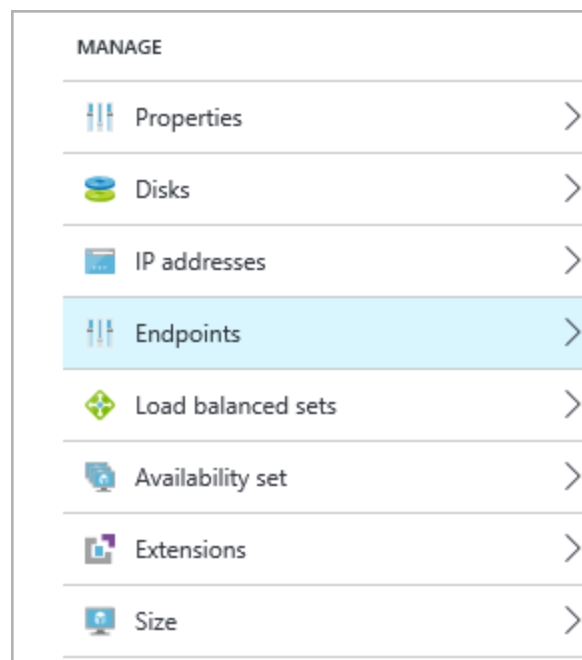 MANAGE
Properties
Disks
IP addresses
Endpoints
Load balanced sets
Availability set
Extensions
Size